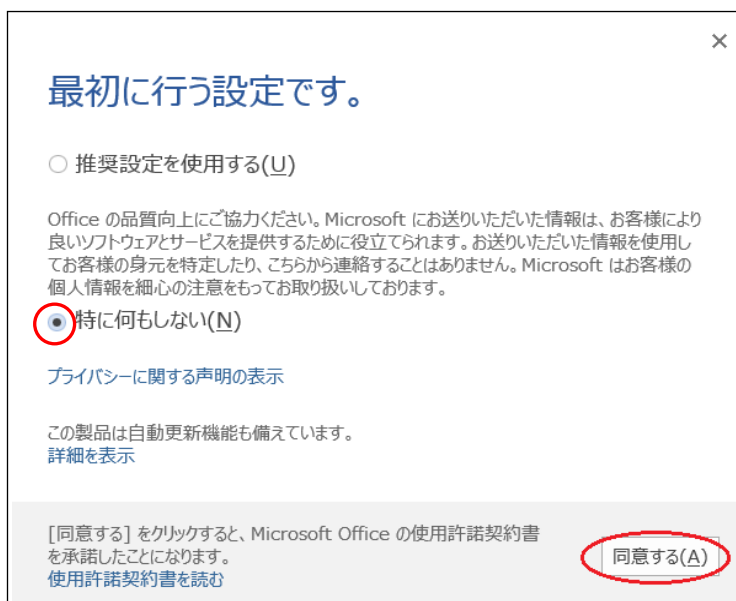 最初に行う設定です。
推奨設定を使用する(U)
Office の品質向上にご協力ください。Microsoft にお送りいただいた情報は、お客様により
良いソフトウェアとサービスを提供するために役立てられます。お送りいただいた情報を使用し
てお客様の身元を特定したり、こちらから連絡することはありません。Microsoft はお客様の
個人情報を細心の注意をもってお取り扱いしております。
特に何もしない(N)
プライバシーに関する声明の表示
この製品は自動更新機能も備えています。
詳細を表示
[同意する] をクリックすると、Microsoft Office の使用許諾契約書
を承諾したことになります。
使用許諾契約書を読む
同意する(A)